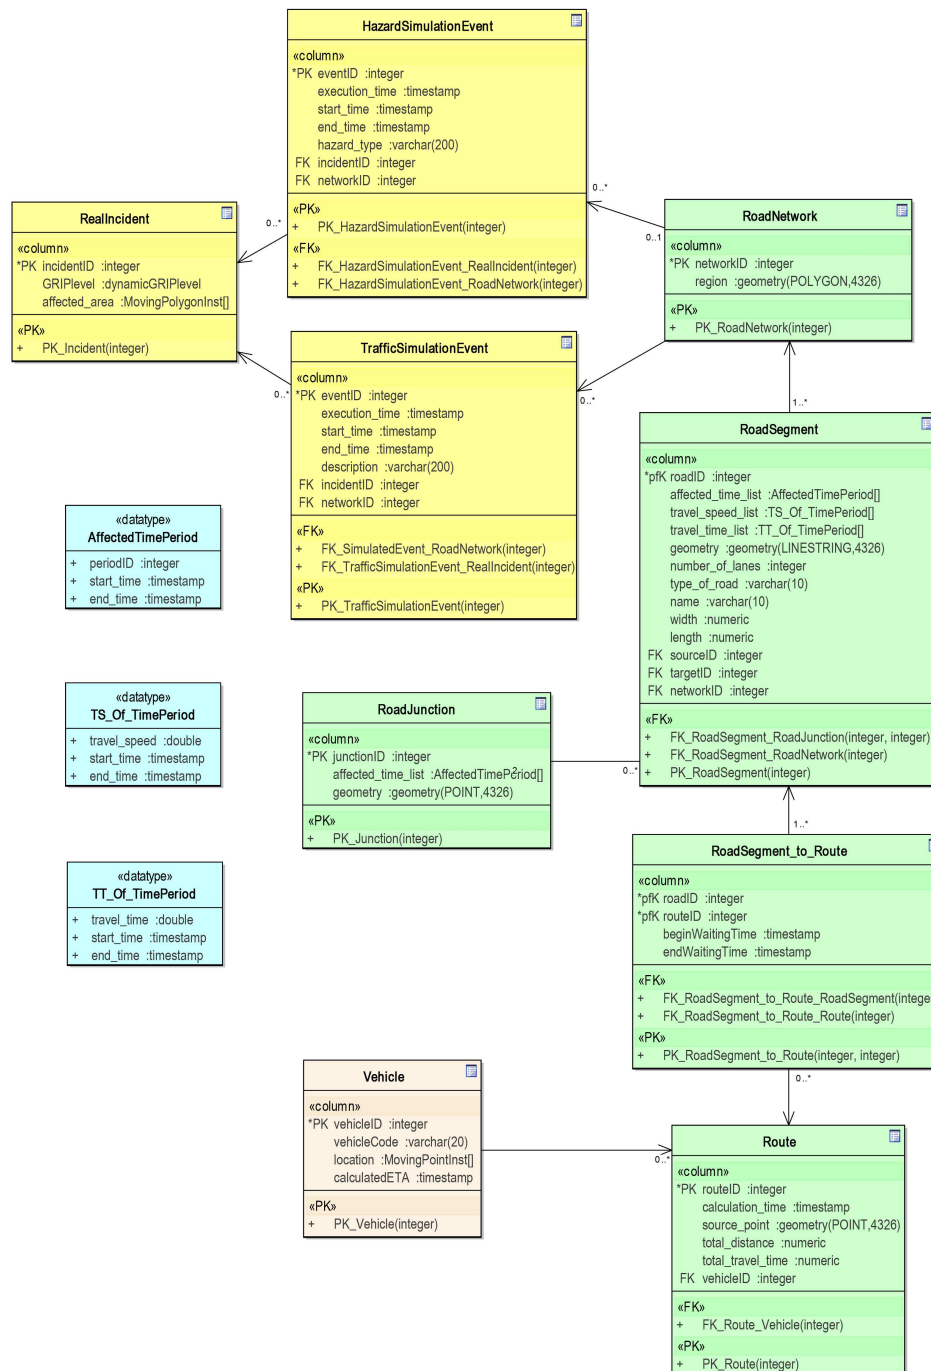 HazardSimulationEvent
«column»
*PK eventID :integer
execution_time :timestamp
start_time :timestamp
end_time :timestamp
hazard_type :varchar(200)
FK incidentID :integer
FK networkID :integer
«PK»
+ PK_HazardSimulationEvent(integer)
«FK»
+ FK_HazardSimulationEvent_RealIncident(integer)
+ FK_HazardSimulationEvent_RoadNetwork(integer)
0..*
0..*
0..1
RealIncident
«column»
*PK incidentID :integer
GRIPlevel :dynamicGRIPlevel
affected_area :MovingPolygonInst[]
«PK»
+ PK_Incident(integer)
RoadNetwork
«column»
*PK networkID :integer
region :geometry(POLYGON,4326)
«PK»
+ PK_RoadNetwork(integer)
TrafficSimulationEvent
«column»
*PK eventID :integer
execution_time :timestamp
start_time :timestamp
end_time :timestamp
description :varchar(200)
FK incidentID :integer
FK networkID :integer
«FK»
+ FK_SimulatedEvent_RoadNetwork(integer)
+ FK_TrafficSimulationEvent_RealIncident(integer)
«PK»
+ PK_TrafficSimulationEvent(integer)
0..*
0..*
1..*
RoadSegment
«column»
*pfK roadID :integer
affected_time_list :AffectedTimePeriod[]
travel_speed_list :TS_Of_TimePeriod[]
travel_time_list :TT_Of_TimePeriod[]
geometry :geometry(LINESTRING,4326)
number_of_lanes :integer
type_of_road :varchar(10)
name :varchar(10)
width :numeric
length :numeric
FK sourceID :integer
FK targetID :integer
FK networkID :integer
«FK»
+ FK_RoadSegment_RoadJunction(integer, integer)
+ FK_RoadSegment_RoadNetwork(integer)
+ PK_RoadSegment(integer)
«datatype»
AffectedTimePeriod
+ periodID :integer
+ start_time :timestamp
+ end_time :timestamp
«datatype»
TS_Of_TimePeriod
+ travel_speed :double
+ start_time :timestamp
+ end_time :timestamp
RoadJunction
«column»
*PK junctionID :integer
affected_time_list :AffectedTimePeriod[]
geometry :geometry(POINT,4326)
«PK»
+ PK_Junction(integer)
0..*
1..*
«datatype»
TT_Of_TimePeriod
+ travel_time :double
+ start_time :timestamp
+ end_time :timestamp
RoadSegment_to_Route
«column»
*pfK roadID :integer
*pfK routeID :integer
beginWaitingTime :timestamp
endWaitingTime :timestamp
«FK»
+ FK_RoadSegment_to_Route_RoadSegment(intege
+ FK_RoadSegment_to_Route_Route(integer)
«PK»
+ PK_RoadSegment_to_Route(integer, integer)
0..*
Vehicle
«column»
*PK vehicleID :integer
vehicleCode :varchar(20)
location :MovingPointInst[]
calculatedETA :timestamp
«PK»
+ PK_Vehicle(integer)
0..*
Route
«column»
*PK routeID :integer
calculation_time :timestamp
source_point :geometry(POINT,4326)
total_distance :numeric
total_travel_time :numeric
FK vehicleID :integer
«FK»
+ FK_Route_Vehicle(integer)
«PK»
+ PK_Route(integer)